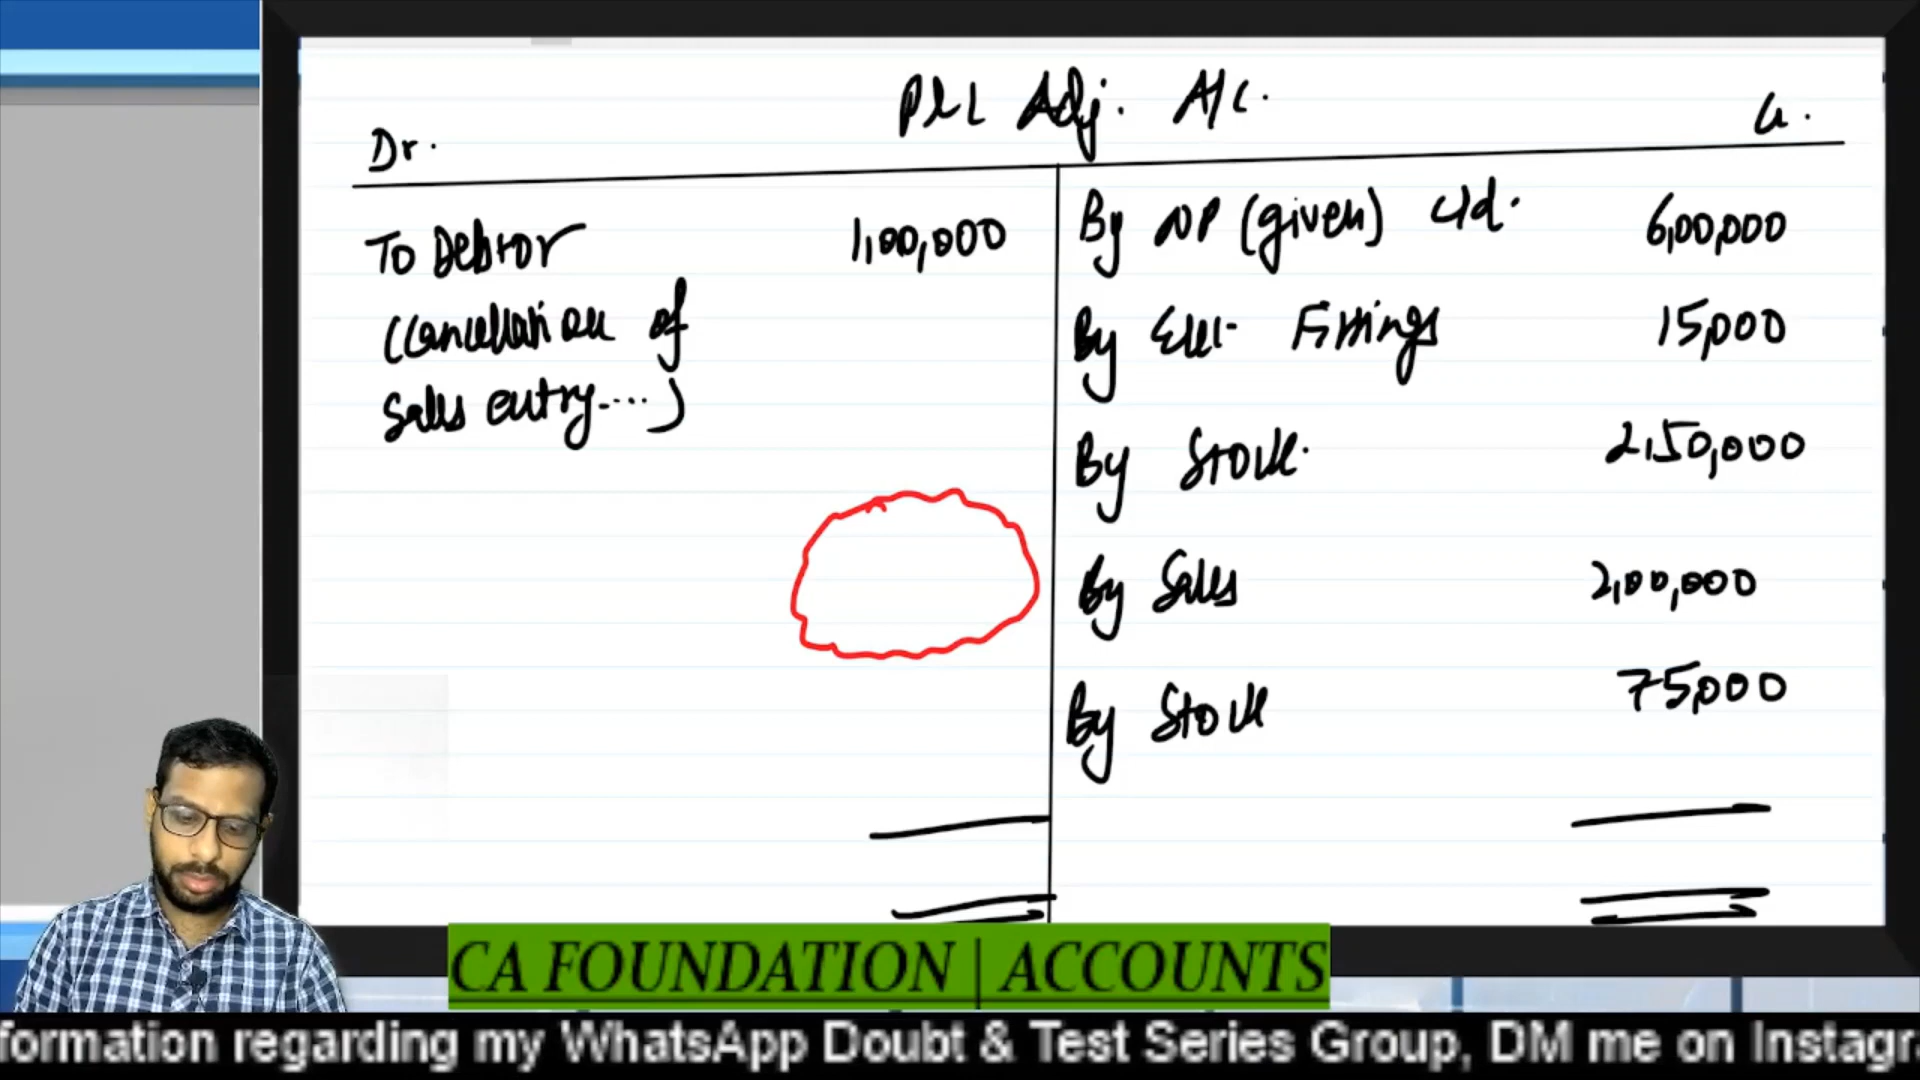 P&L Adj. A/c.
Dr.
Cr.
To Debtor 1,00,000
(Cancellation of
Sales entry....)
By NP (given) c/d. 6,00,000
By Elec. Fittings 15,000
By Stock. 2,50,000
By Sales 2,00,000
By Stock 75,000
CA FOUNDATION | ACCOUNTS
formation regarding my WhatsApp Doubt & Test Series Group, DM me on Instagr